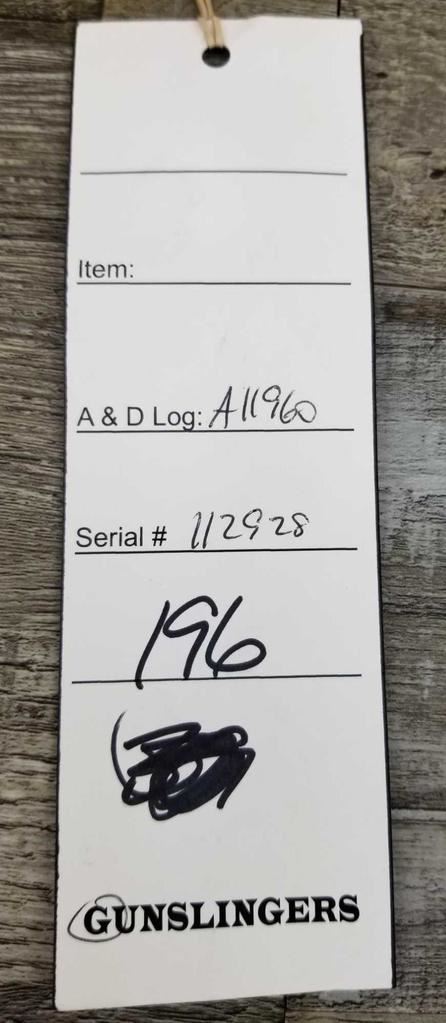 Item:
A & D Log: A11960
Serial # 112928
196
GUNSLINGERS